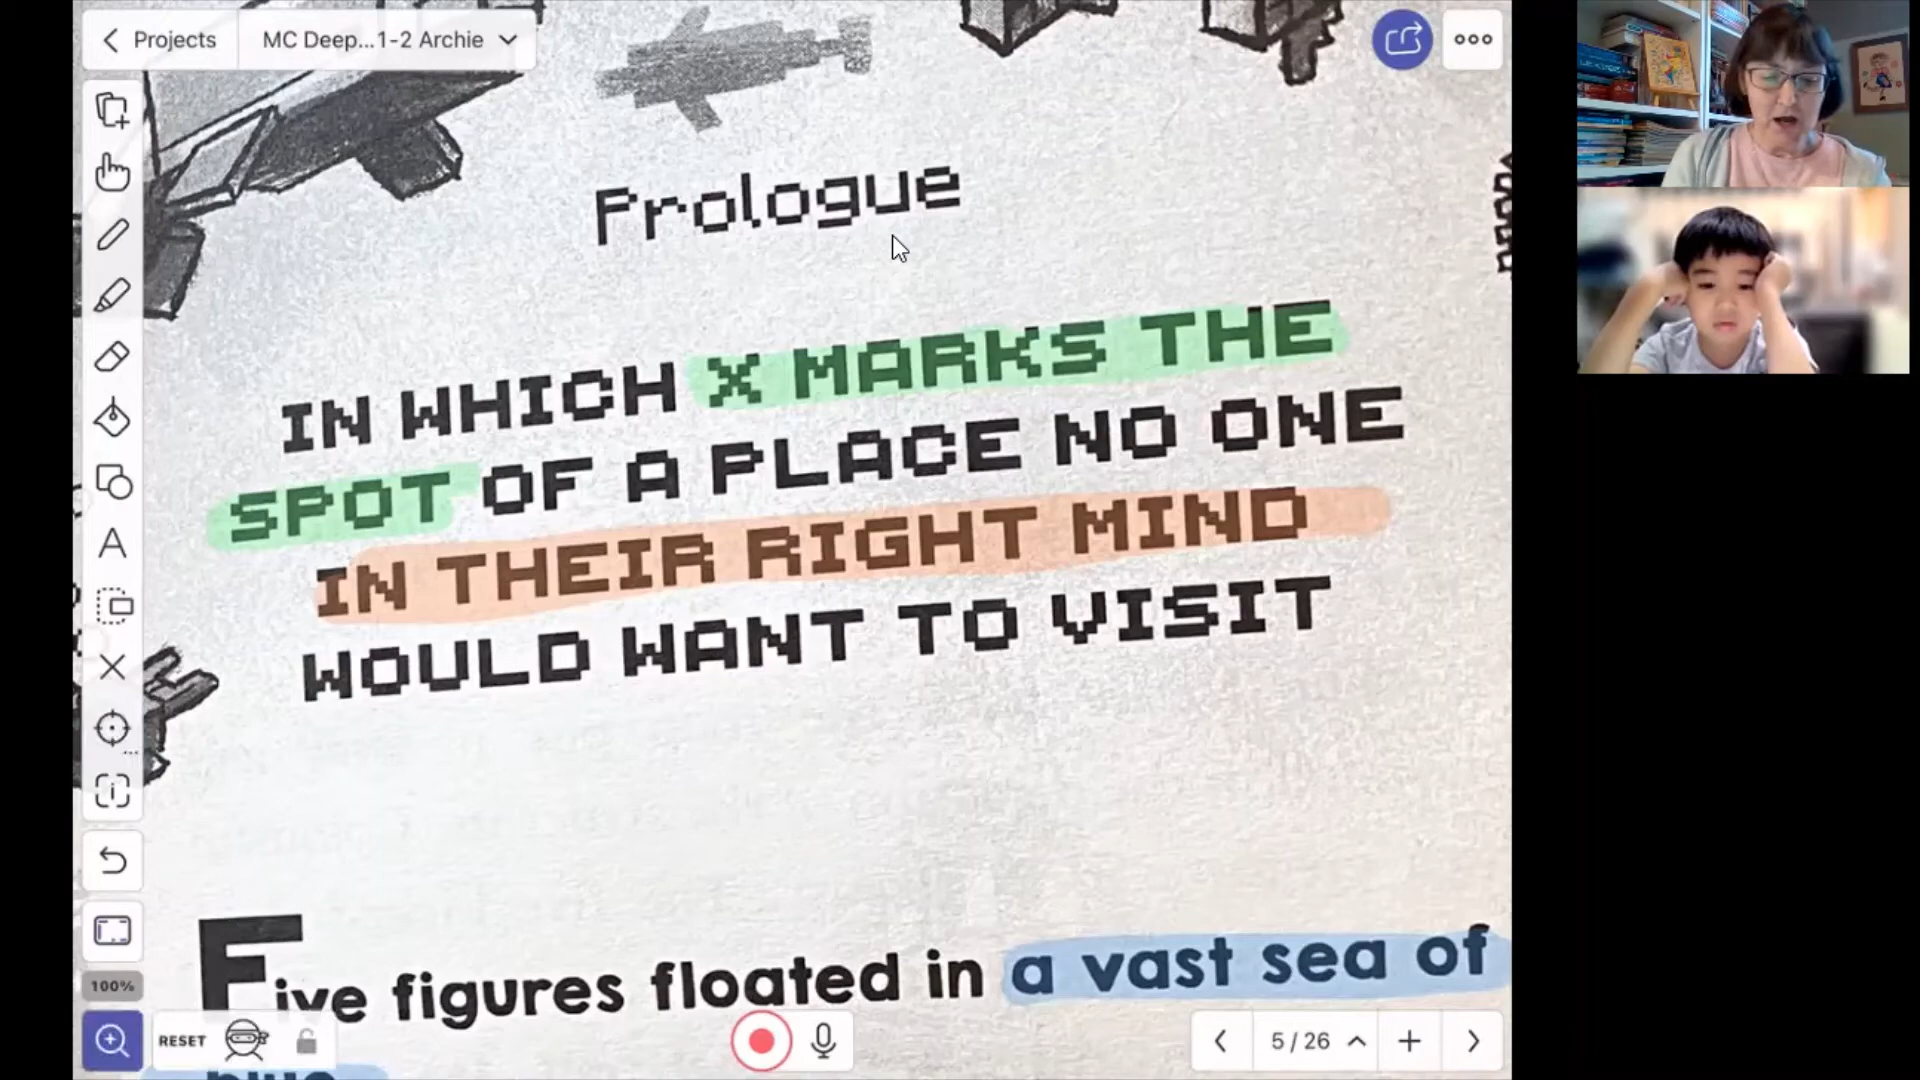 Projects
MC Deep...1-2 Archie
Prologue
IN WHICH X MARKS THE
SPOT OF A PLACE NO ONE
IN THEIR RIGHT MIND
WOULD WANT TO VISIT
Five figures floated in a vast sea of
blue
100%
RESET
5 / 26